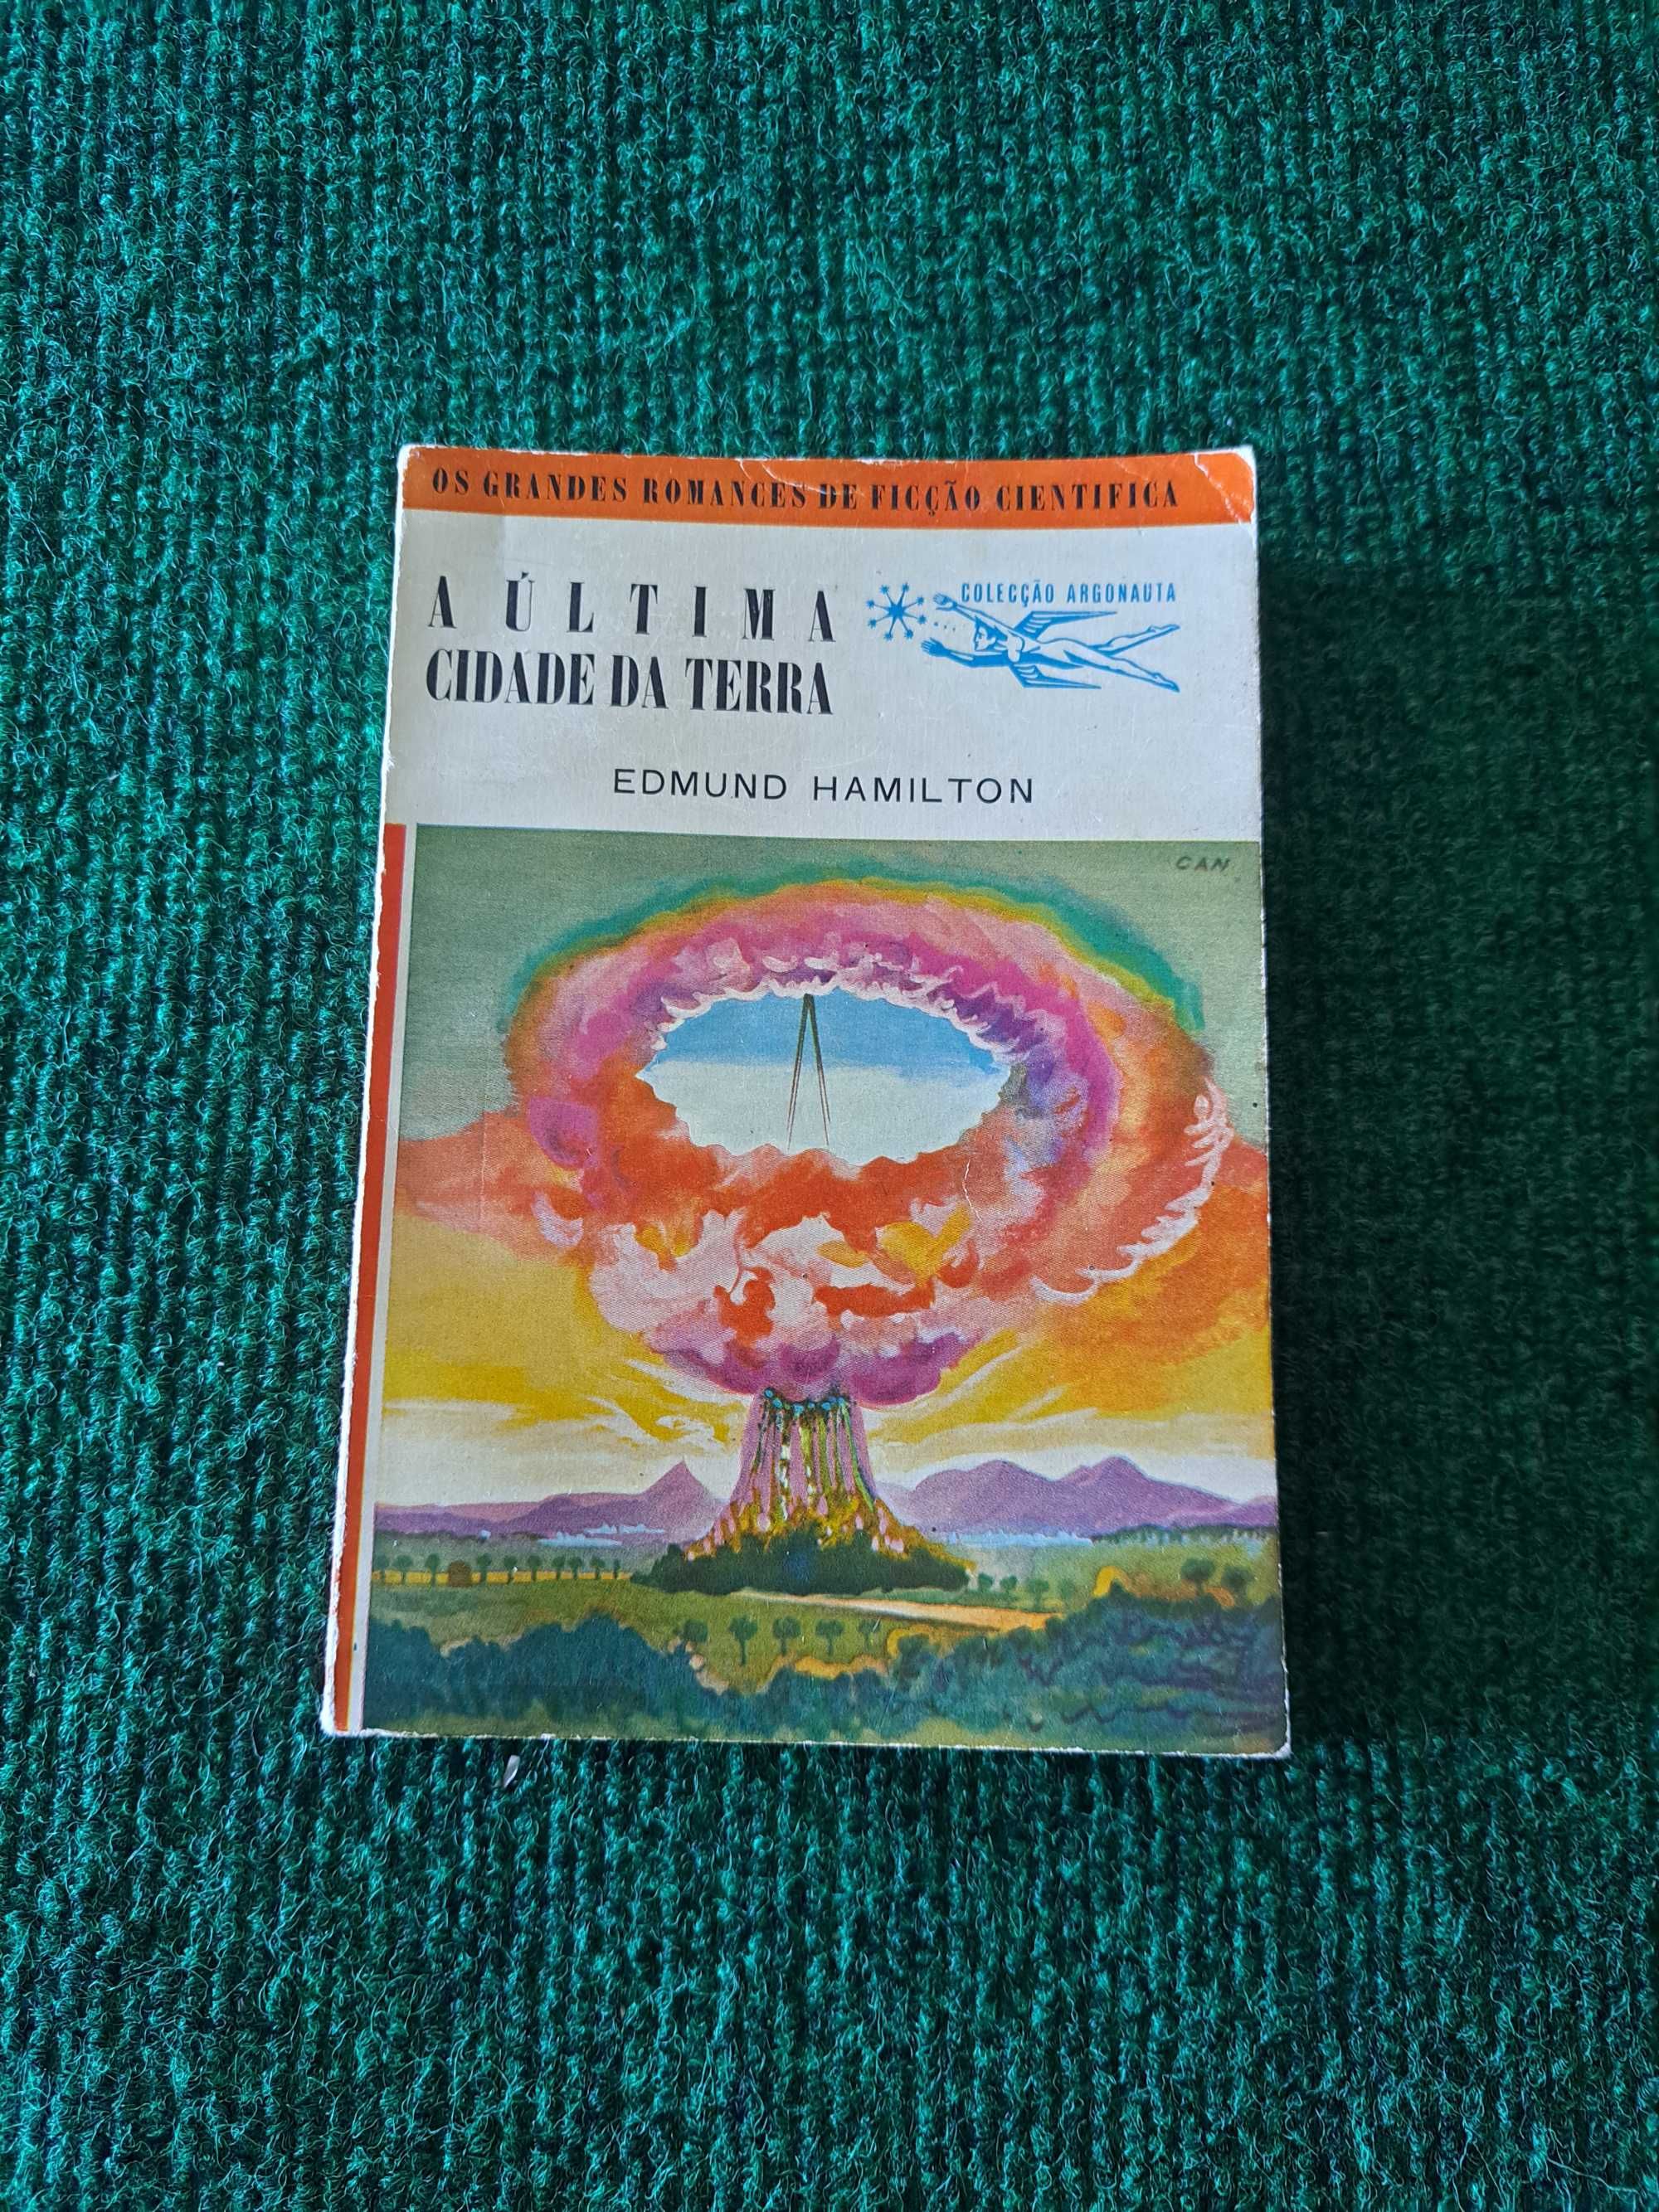 OS GRANDES ROMANCES DE FICÇÃO CIENTIFICA
A ÚLTIMA
CIDADE DA TERRA
COLECÇÃO ARGONAUTA
EDMUND HAMILTON
CAN